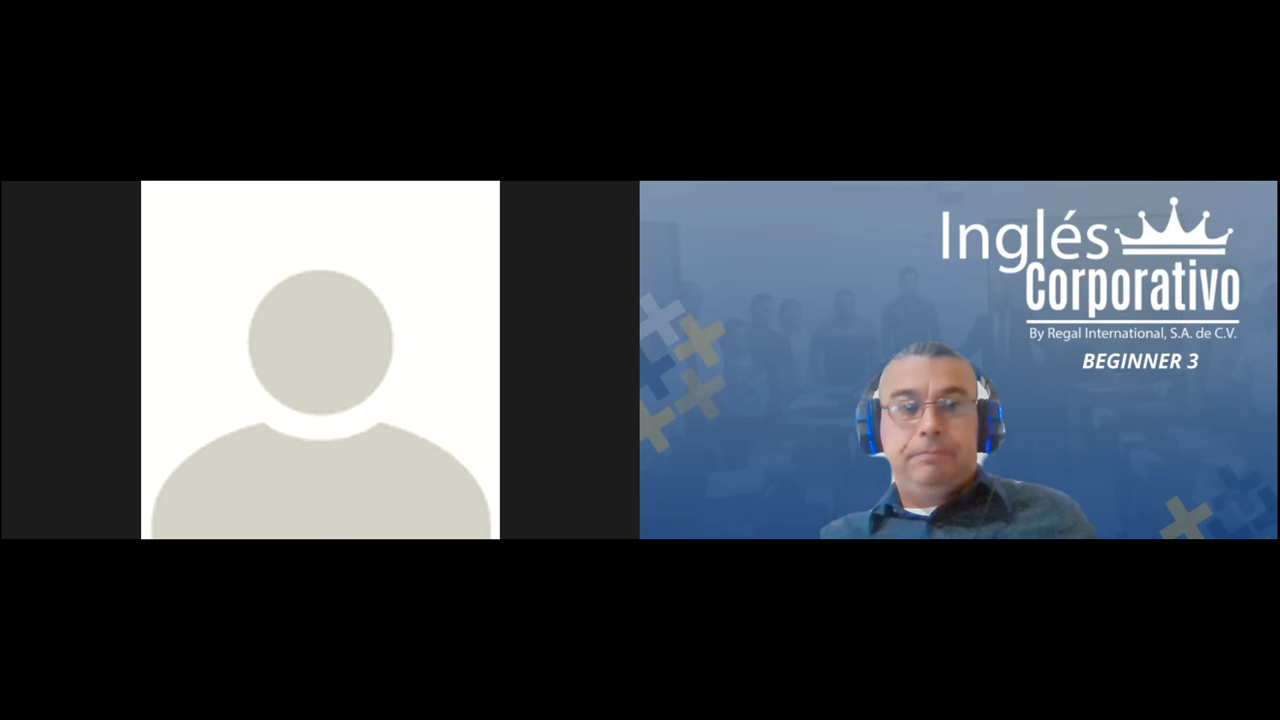 Inglés
Corporativo
By Regal International, S.A. de C.V.
BEGINNER 3